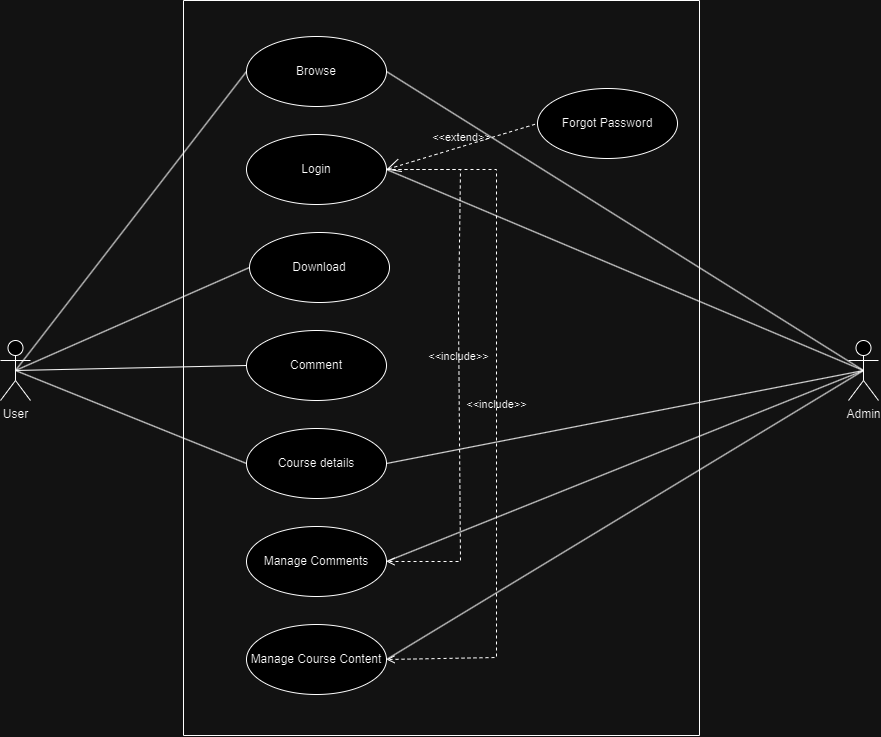 Browse
Forgot Password
<<extend>>
Login
Download
<<include>>
Comment
<<include>>
User
Admin
Course details
Manage Comments
Manage Course Content